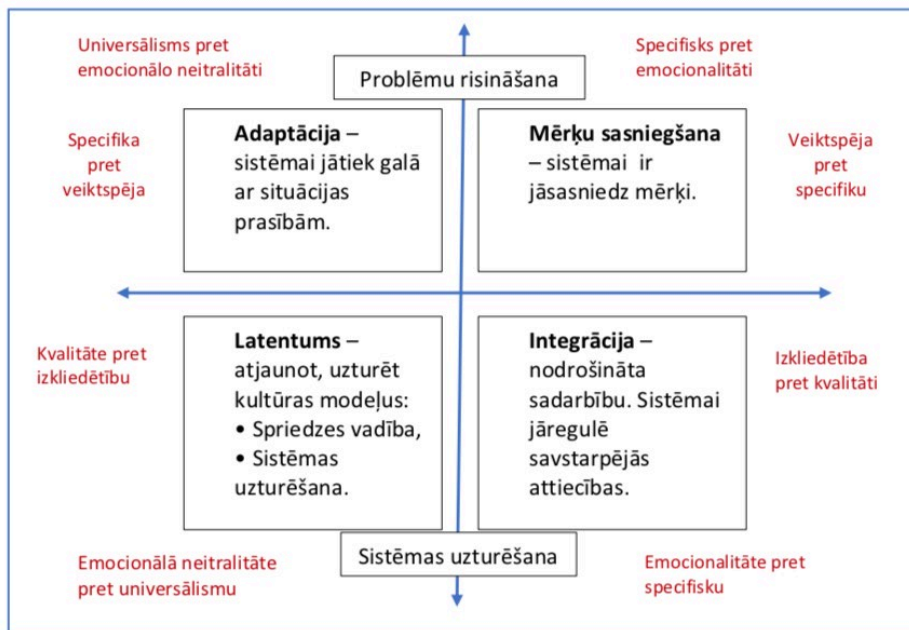 Universālisms pret
emocionālo neitralitāti
Specifisks pret
emocionalitāti
Problēmu risināšana
Specifika
pret
veiktspēja
Adaptācija –
sistēmai jātiek galā
ar situācijas
prasībām.
Mērķu sasniegšana
– sistēmai ir
jāsasniedz mērķi.
Veiktspēja
pret
specifiku
Kvalitāte pret
izkliedētību
Latentums –
atjaunot, uzturēt
kultūras modeļus:
• Spriedzes vadība,
• Sistēmas
uzturēšana.
Integrācija –
nodrošināta
sadarbību. Sistēmai
jāregulē
savstarpējās
attiecības.
Izkliedētība
pret kvalitāti
Emocionālā neitralitāte
pret universālismu
Sistēmas uzturēšana
Emocionalitāte pret
specifisku